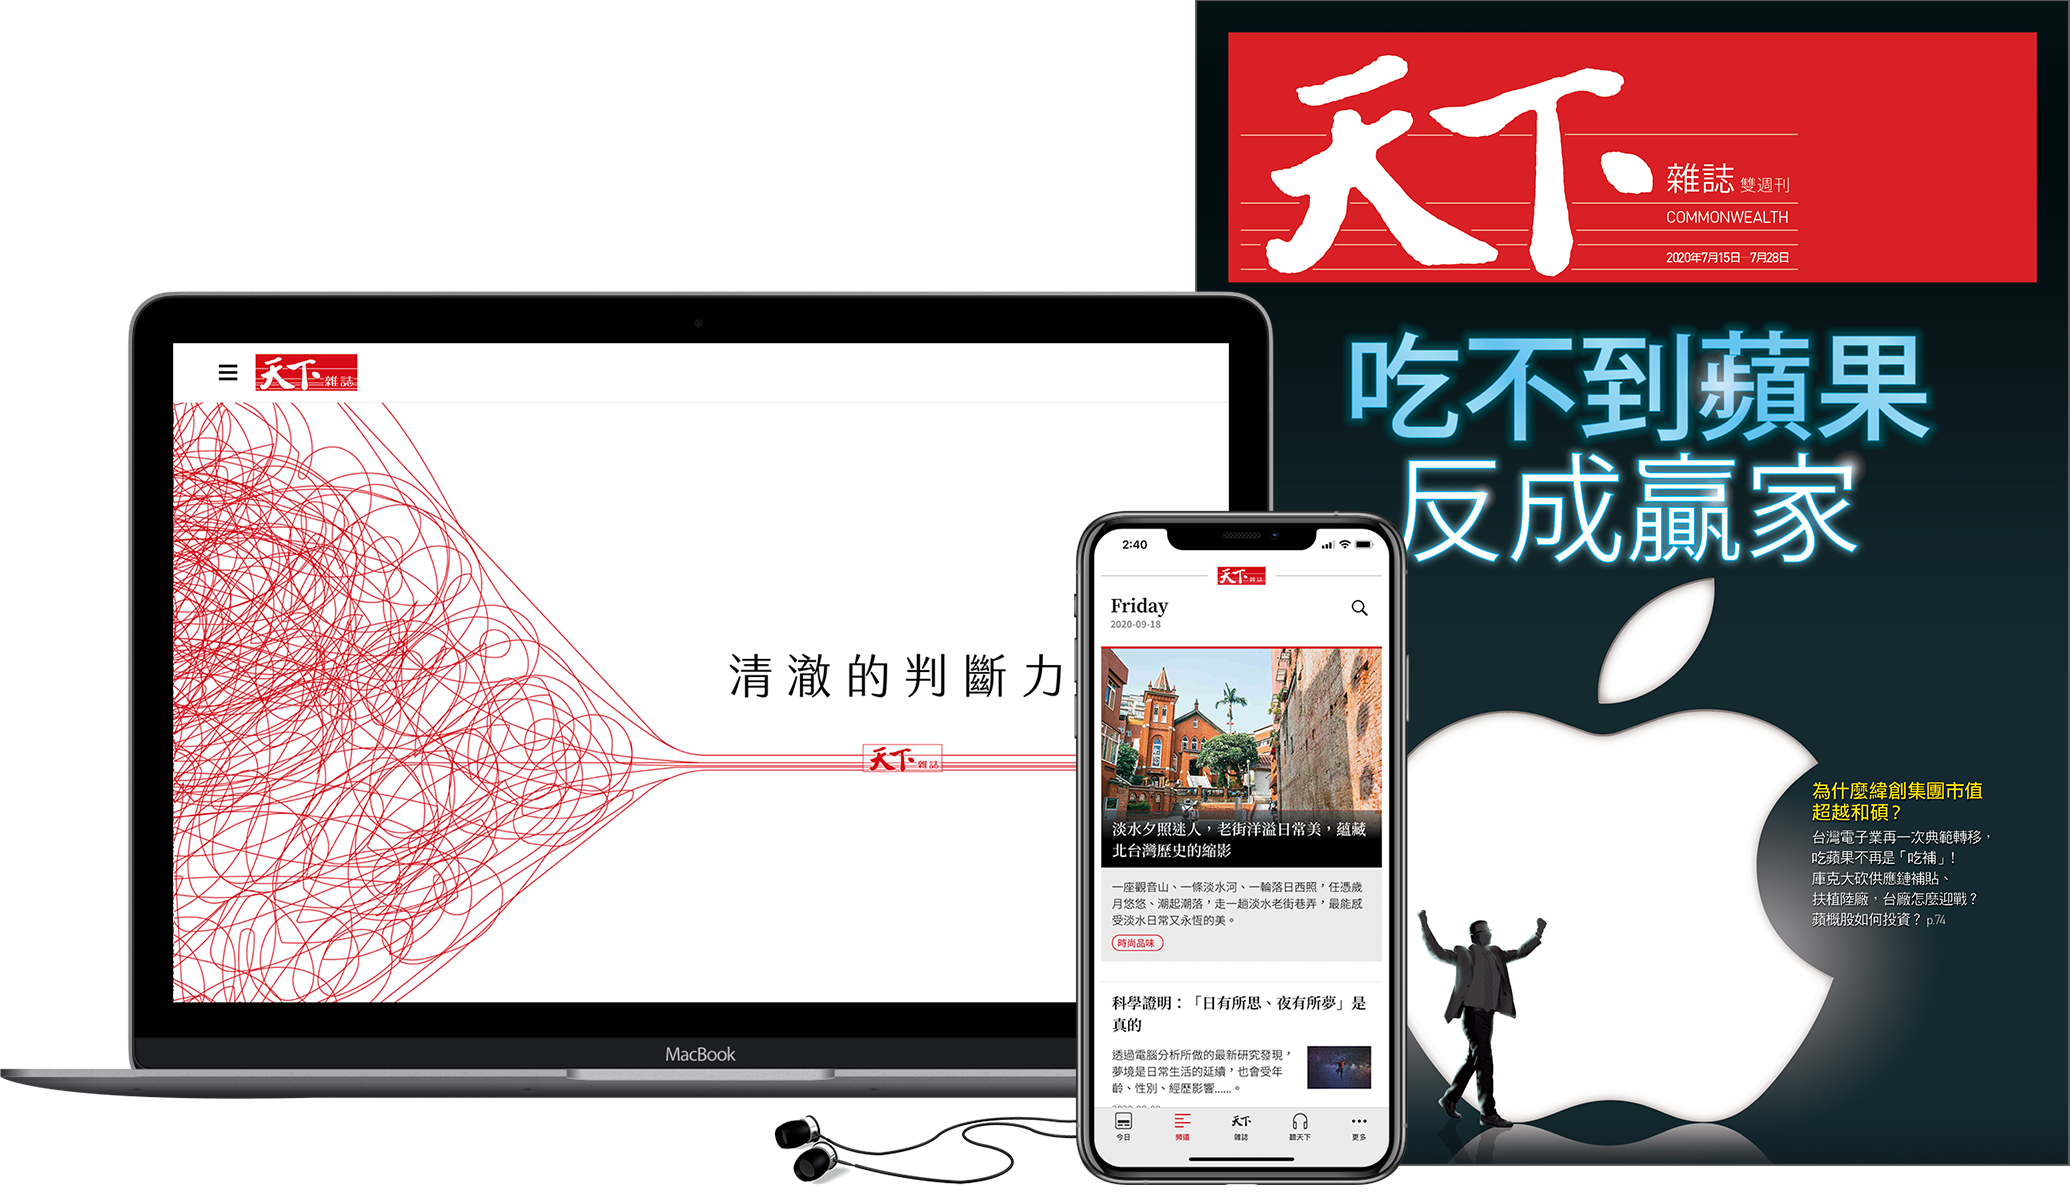 天下
雜誌 雙週刊
COMMONWEALTH
2020年7月15日—7月28日
吃不到蘋果
反成贏家
為什麼緯創集團市值
超越和碩？
台灣電子業再一次典範轉移，
吃蘋果不再是「吃補」！
庫克大砍供應鏈補貼、
扶植陸廠，台廠怎麼迎戰？
蘋概股如何投資？ p.74
天下雜誌
清澈的判斷力
天下雜誌
MacBook
2:40
天下雜誌
Friday
2020-09-18
淡水夕照迷人，老街洋溢日常美，蘊藏
北台灣歷史的縮影
一座觀音山、一條淡水河、一輪落日西照，任憑歲
月悠悠、潮起潮落，走一趟淡水老街巷弄，最能感
受淡水日常又永恆的美。
時尚品味
科學證明：「日有所思、夜有所夢」是
真的
透過電腦分析所做的最新研究發現，
夢境是日常生活的延續，也會受年
齡、性別、經歷影響......。
今日
頻道
天下
雜誌
聽天下
更多